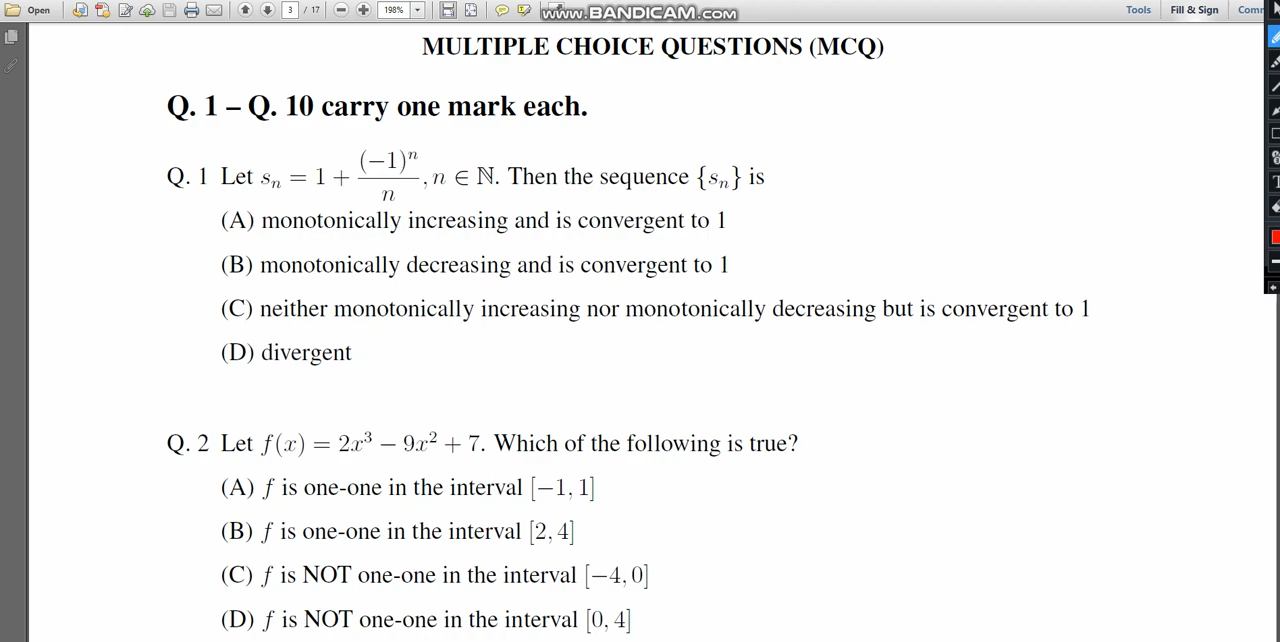 Open 3 / 17 198% www.BANDICAM.com Tools Fill & Sign Comm
MULTIPLE CHOICE QUESTIONS (MCQ)
Q. 1 – Q. 10 carry one mark each.
Q. 1 Let sₙ = 1 + (−1)ⁿ/n, n ∈ ℕ. Then the sequence {sₙ} is
(A) monotonically increasing and is convergent to 1
(B) monotonically decreasing and is convergent to 1
(C) neither monotonically increasing nor monotonically decreasing but is convergent to 1
(D) divergent
Q. 2 Let f(x) = 2x³ − 9x² + 7. Which of the following is true?
(A) f is one-one in the interval [−1, 1]
(B) f is one-one in the interval [2, 4]
(C) f is NOT one-one in the interval [−4, 0]
(D) f is NOT one-one in the interval [0, 4]